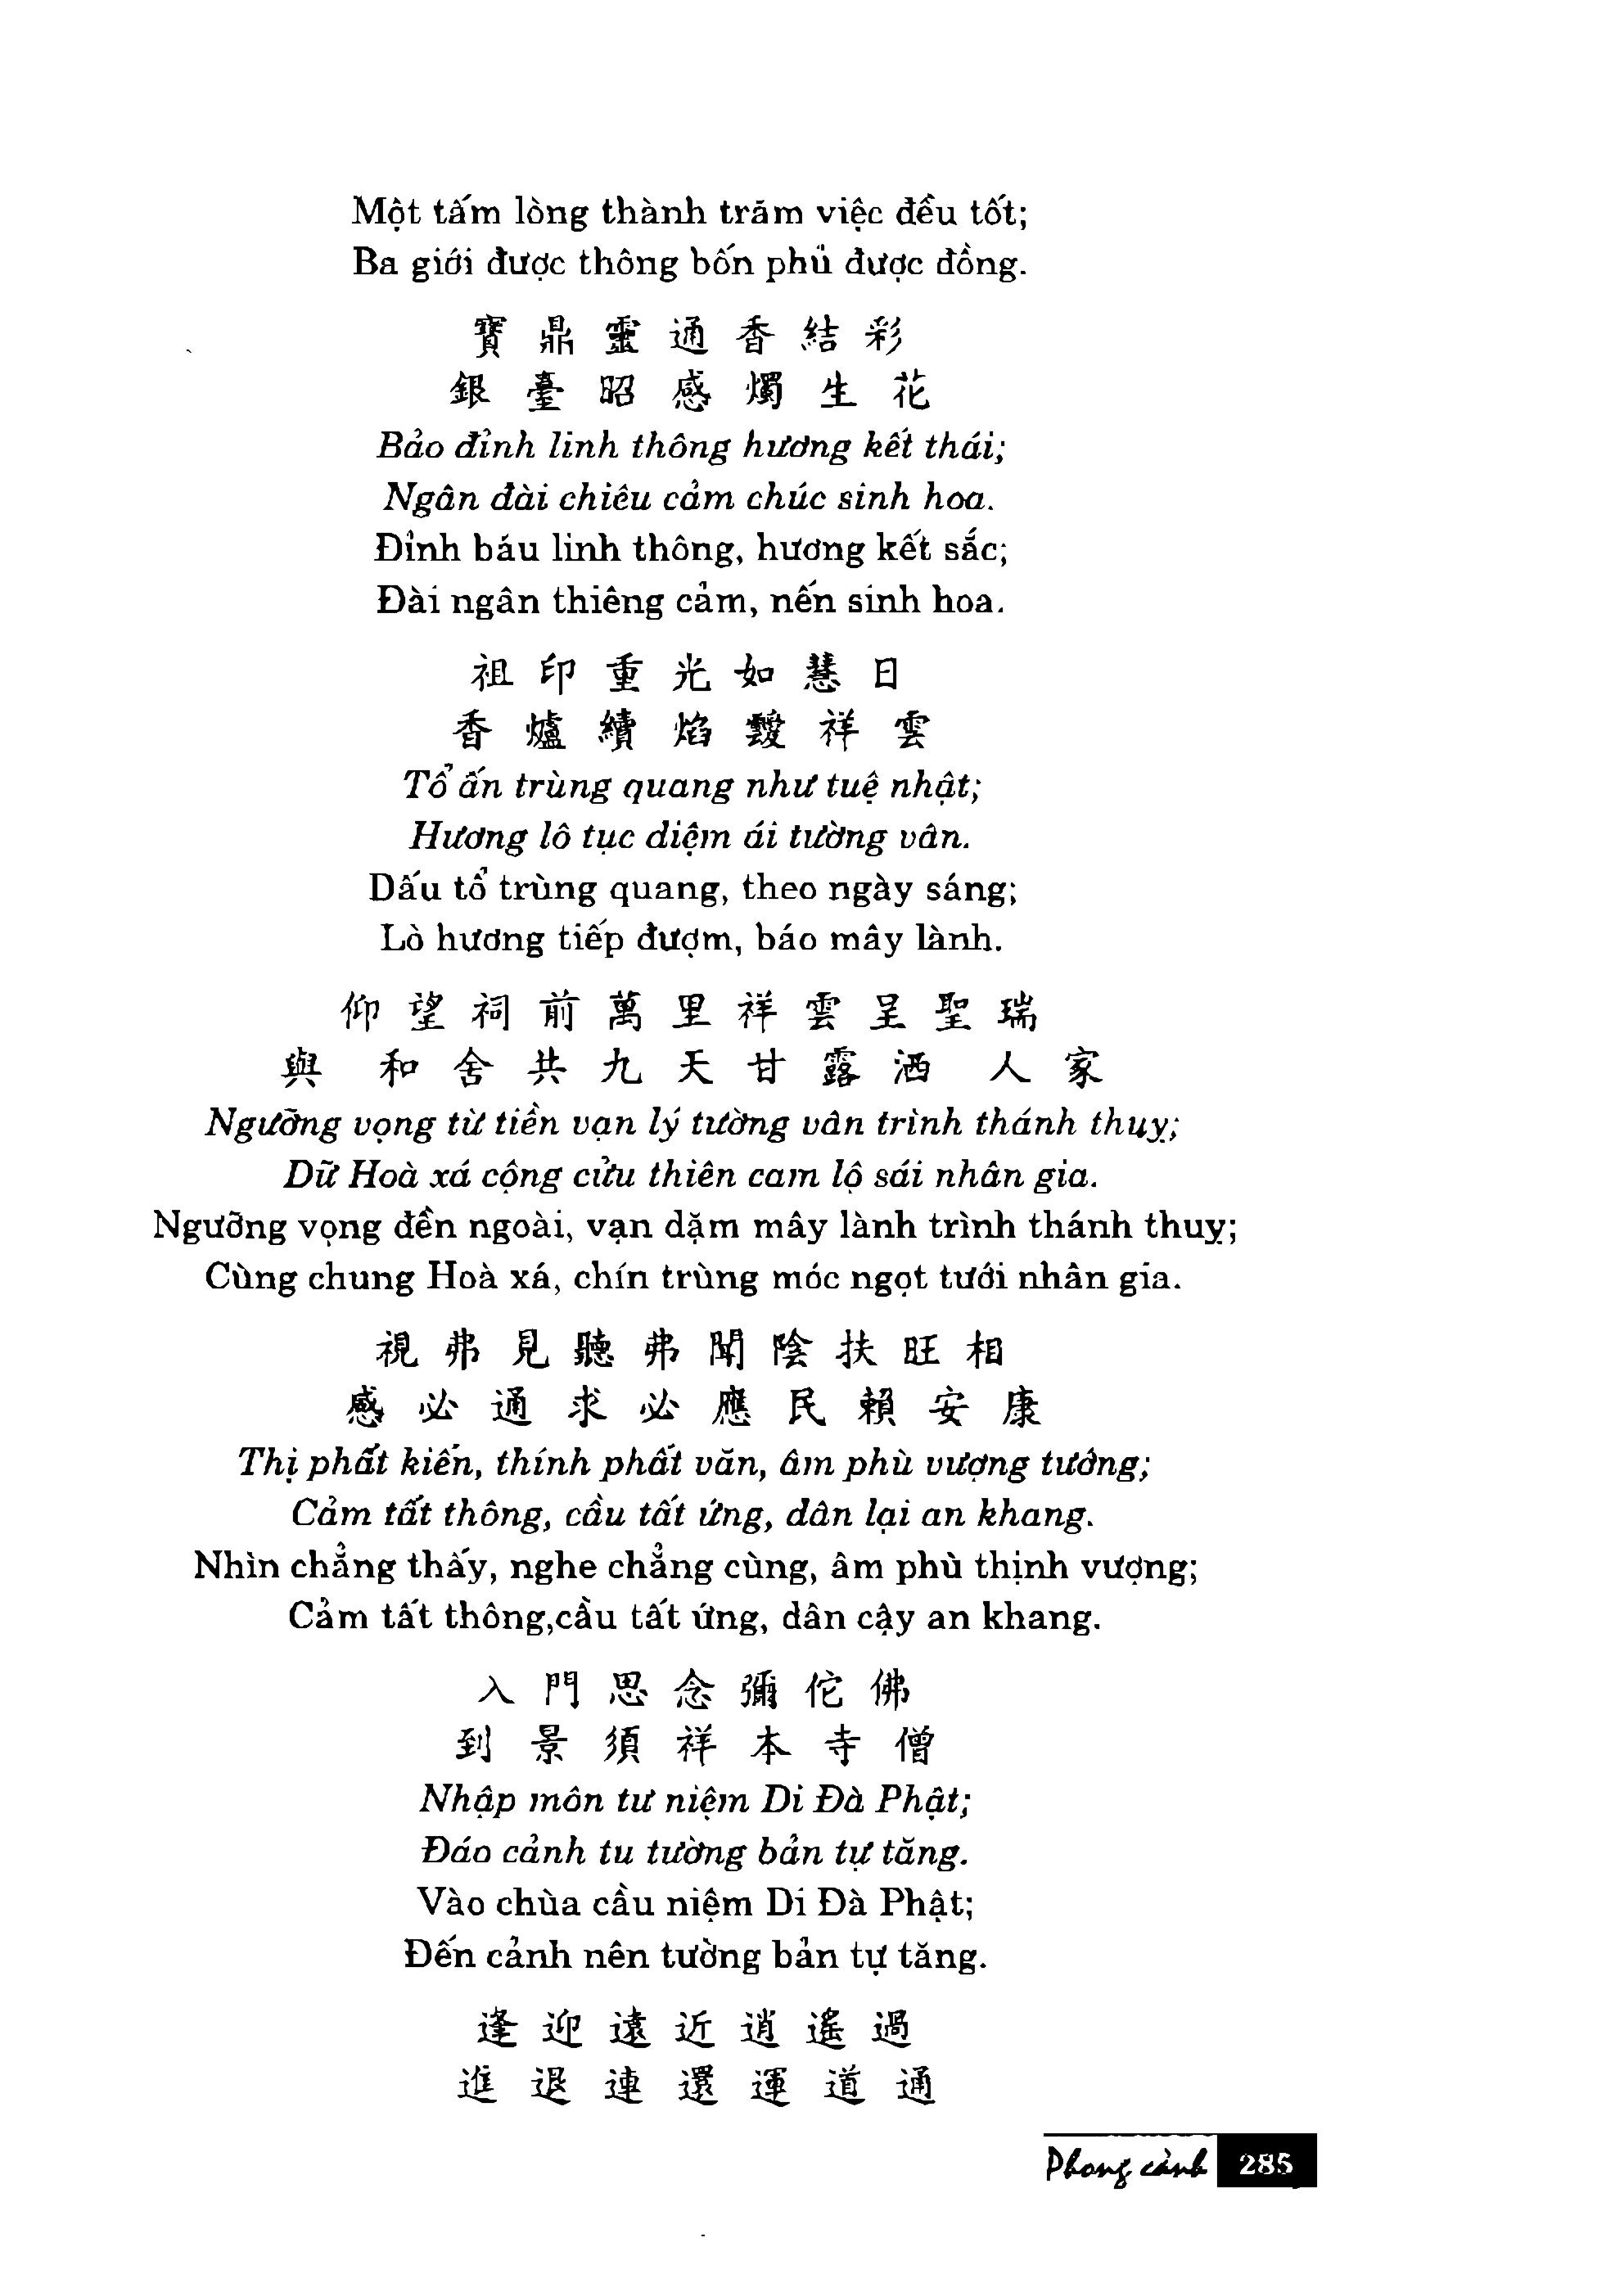 Một tấm lòng thành trăm việc đều tốt;
Ba giới được thông bốn phủ được đồng.
寶鼎靈通香結彩
銀臺昭感燭生花
Bảo đỉnh linh thông hương kết thái;
Ngân đài chiêu cảm chúc sinh hoa.
Đỉnh báu linh thông, hương kết sắc;
Đài ngân thiêng cảm, nến sinh hoa.
祖印重光如慧日
香爐續焰靉祥雲
Tổ ấn trùng quang như tuệ nhật;
Hương lô tục diệm ái tường vân.
Dấu tổ trùng quang, theo ngày sáng;
Lò hương tiếp đượm, báo mây lành.
仰望祠前萬里祥雲呈聖瑞
與和舍共九天甘露洒人家
Ngưỡng vọng từ tiền vạn lý tường vân trình thánh thuỵ;
Dữ Hoà xá cộng cửu thiên cam lộ sái nhân gia.
Ngưỡng vọng đền ngoài, vạn dặm mây lành trình thánh thuỵ;
Cùng chung Hoà xá, chín trùng móc ngọt tưới nhân gia.
視弗見聽弗聞陰扶旺相
感必通求必應民賴安康
Thị phất kiến, thính phất văn, âm phù vượng tướng;
Cảm tất thông, cầu tất ứng, dân lại an khang.
Nhìn chẳng thấy, nghe chẳng cùng, âm phù thịnh vượng;
Cảm tất thông,cầu tất ứng, dân cậy an khang.
入門思念彌佗佛
到景須祥本寺僧
Nhập môn tư niệm Di Đà Phật;
Đáo cảnh tu tường bản tự tăng.
Vào chùa cầu niệm Di Đà Phật;
Đến cảnh nên tường bản tự tăng.
逢迎遠近逍遙過
進退連還運道通
Phong cảnh 285